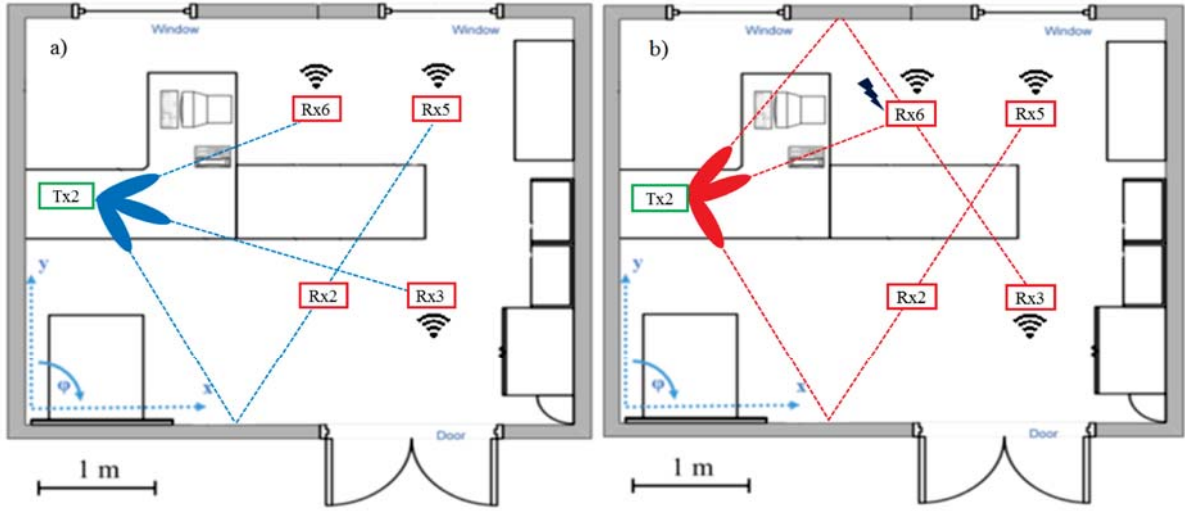 a)
Window
Window
Rx6
Rx5
Tx2
y
Rx2
Rx3
φ
x
Door
1 m
b)
Window
Window
Rx6
Rx5
Tx2
y
Rx2
Rx3
φ
x
Door
1 m